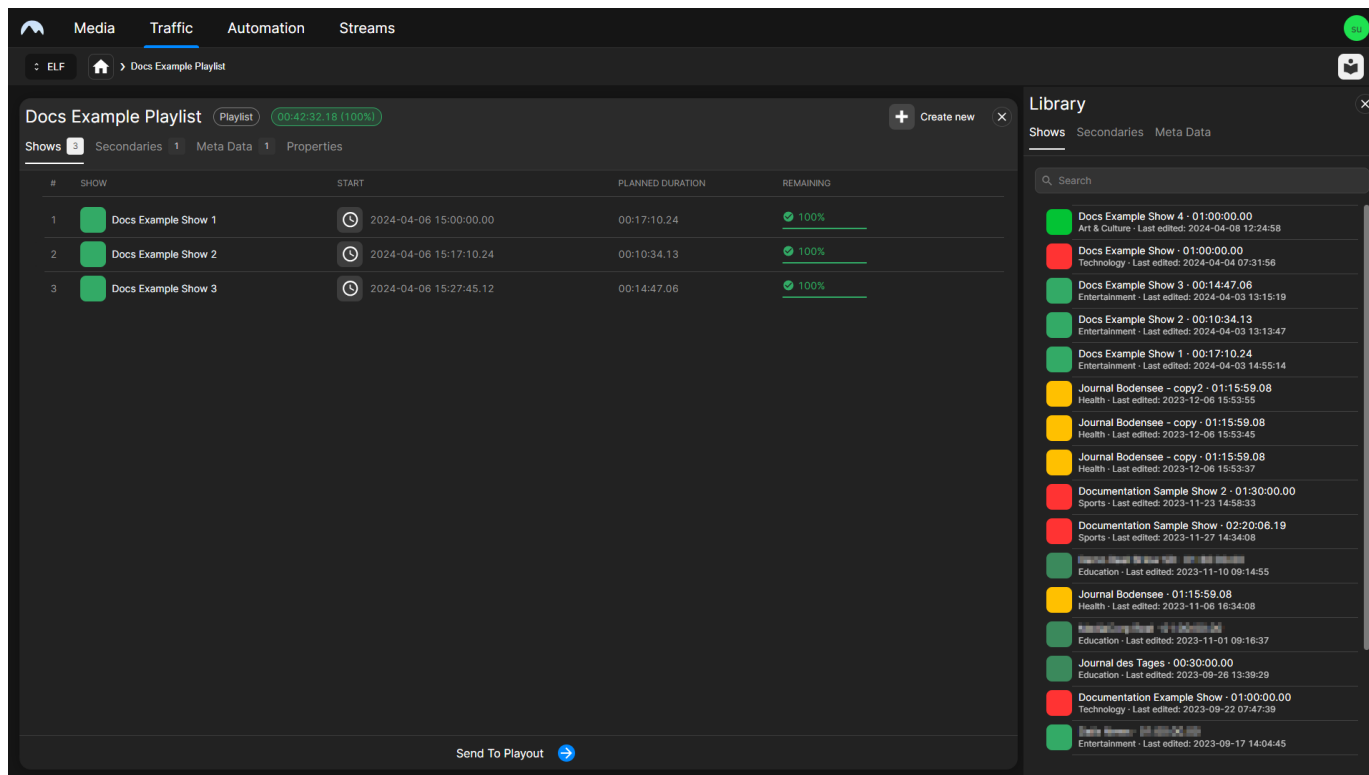 Media Traffic Automation Streams
su
ELF Docs Example Playlist
Docs Example Playlist Playlist 00:42:32.18 (100%) Create new
Shows 3 Secondaries 1 Meta Data 1 Properties
# SHOW START PLANNED DURATION REMAINING
1 Docs Example Show 1 2024-04-06 15:00:00.00 00:17:10.24 100%
2 Docs Example Show 2 2024-04-06 15:17:10.24 00:10:34.13 100%
3 Docs Example Show 3 2024-04-06 15:27:45.12 00:14:47.06 100%
Send To Playout
Library
Shows Secondaries Meta Data
Search
Docs Example Show 4 · 01:00:00.00
Art & Culture · Last edited: 2024-04-08 12:24:58
Docs Example Show · 01:00:00.00
Technology · Last edited: 2024-04-04 07:31:56
Docs Example Show 3 · 00:14:47.06
Entertainment · Last edited: 2024-04-03 13:15:19
Docs Example Show 2 · 00:10:34.13
Entertainment · Last edited: 2024-04-03 13:13:47
Docs Example Show 1 · 00:17:10.24
Entertainment · Last edited: 2024-04-03 14:55:14
Journal Bodensee - copy2 · 01:15:59.08
Health · Last edited: 2023-12-06 15:53:55
Journal Bodensee - copy · 01:15:59.08
Health · Last edited: 2023-12-06 15:53:45
Journal Bodensee - copy · 01:15:59.08
Health · Last edited: 2023-12-06 15:53:37
Documentation Sample Show 2 · 01:30:00.00
Sports · Last edited: 2023-11-23 14:58:33
Documentation Sample Show · 02:20:06.19
Sports · Last edited: 2023-11-27 14:34:08
Education · Last edited: 2023-11-10 09:14:55
Journal Bodensee · 01:15:59.08
Health · Last edited: 2023-11-06 16:34:08
Education · Last edited: 2023-11-01 09:16:37
Journal des Tages · 00:30:00.00
Education · Last edited: 2023-09-26 13:39:29
Documentation Example Show · 01:00:00.00
Technology · Last edited: 2023-09-22 07:47:39
Entertainment · Last edited: 2023-09-17 14:04:45